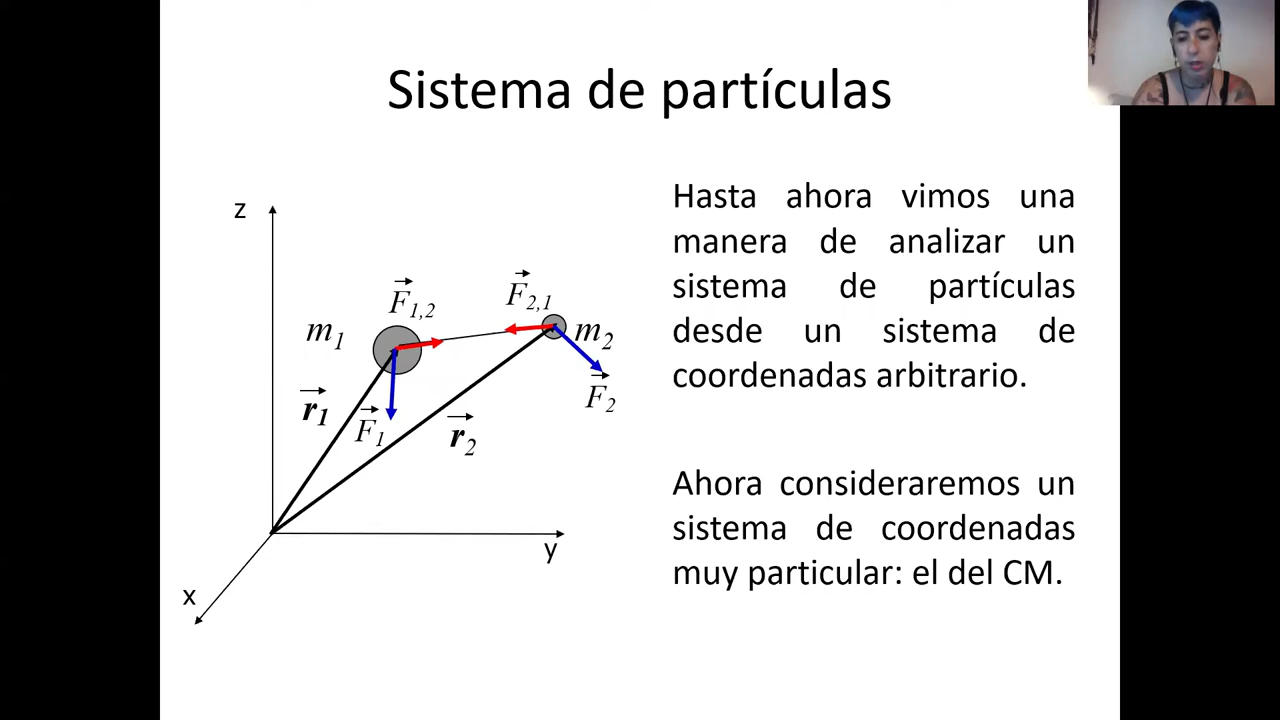 Sistema de partículas
z
F1,2
F2,1
m1
m2
r1
F1
r2
F2
y
x
Hasta ahora vimos una
manera de analizar un
sistema de partículas
desde un sistema de
coordenadas arbitrario.
Ahora consideraremos un
sistema de coordenadas
muy particular: el del CM.